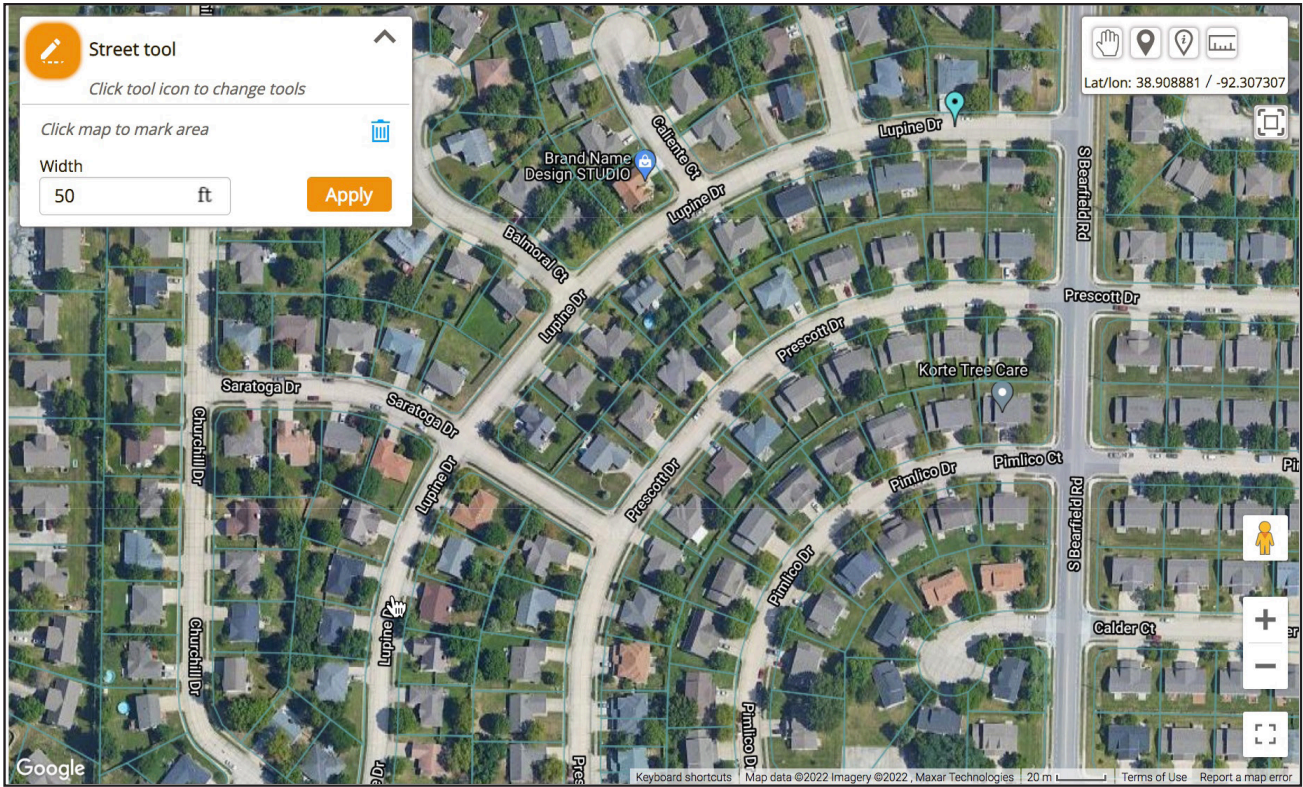 Street tool
Click tool icon to change tools
Click map to mark area
Width
50 ft
Apply
Lat/lon: 38.908881 / -92.307307
Lupine Dr
Caliente Ct
Brand Name
Design STUDIO
Lupine Dr
S Bearfield Rd
Balmoral Ct
Lupine Dr
Prescott Dr
Prescott Dr
Korte Tree Care
Saratoga Dr
Saratoga Dr
Churchill Dr
Lupine Dr
Prescott Dr
Pimlico Dr
Pimlico Ct
S Bearfield Rd
Pimlico Dr
Calder Ct
Churchill Dr
Lupine
Pimlico D
Pres
e Dr
Google
Keyboard shortcuts
Map data ©2022 Imagery ©2022 , Maxar Technologies
20 m
Terms of Use
Report a map error